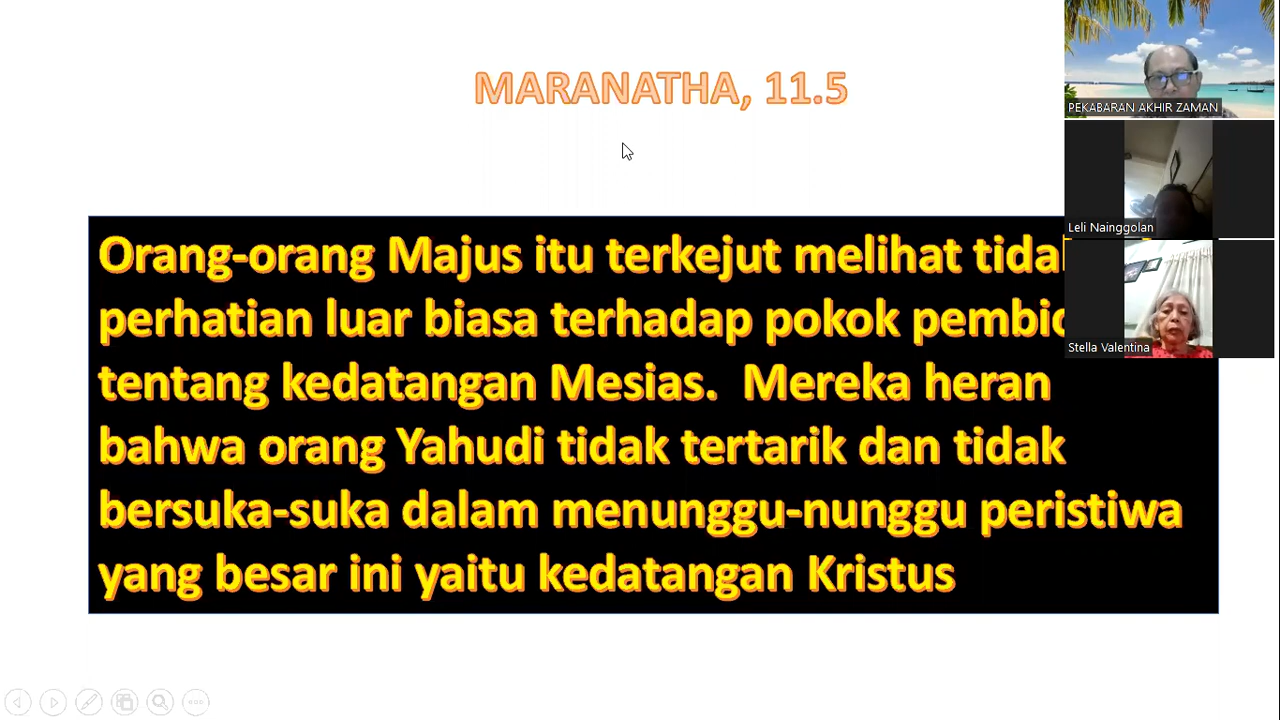 MARANATHA, 11.5
PEKABARAN AKHIR ZAMAN
Leli Nainggolan
Stella Valentina
Orang-orang Majus itu terkejut melihat
perhatian luar biasa terhadap pokok
tentang kedatangan Mesias. Mereka heran
bahwa orang Yahudi tidak tertarik dan tidak
bersuka-suka dalam menunggu-nunggu peristiwa
yang besar ini yaitu kedatangan Kristus